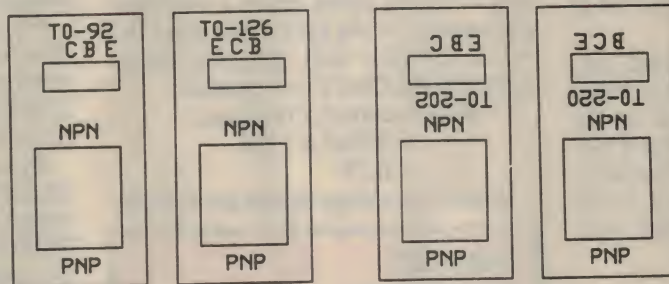 TO-92
C B E
NPN
PNP
TO-126
E C B
NPN
PNP
TO-202
E B C
NPN
PNP
TO-220
B C E
NPN
PNP